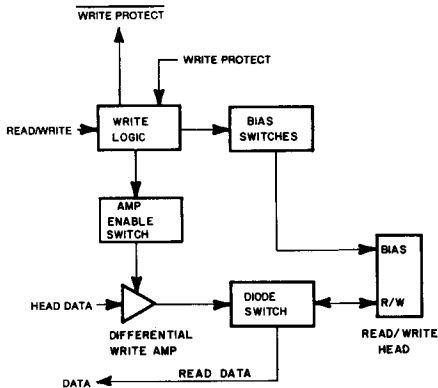 WRITE PROTECT
WRITE PROTECT
READ/WRITE
WRITE
LOGIC
BIAS
SWITCHES
AMP
ENABLE
SWITCH
BIAS
HEAD DATA
DIODE
SWITCH
R/W
DIFFERENTIAL
WRITE AMP
READ/WRITE
HEAD
READ DATA
DATA